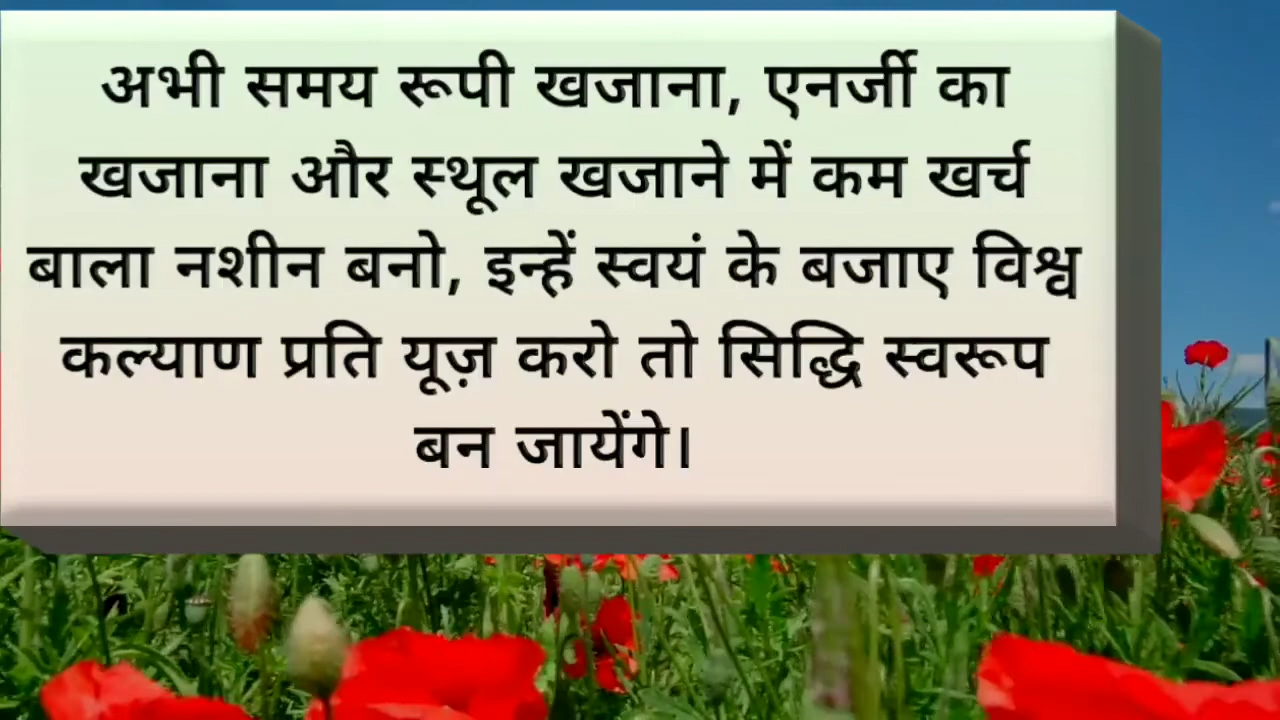 अभी समय रूपी खजाना, एनर्जी का
खजाना और स्थूल खजाने में कम खर्च
बाला नशीन बनो, इन्हें स्वयं के बजाए विश्व
कल्याण प्रति यूज़ करो तो सिद्धि स्वरूप
बन जायेंगे।